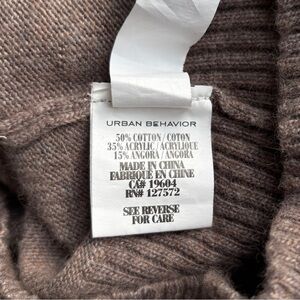 URBAN BEHAVIOR
50% COTTON/COTON
35% ACRYLIC/ACRYLIQUE
15% ANGORA/ANGORA
MADE IN CHINA
FABRIQUE EN CHINE
CA# 19604
RN# 127572
SEE REVERSE
FOR CARE